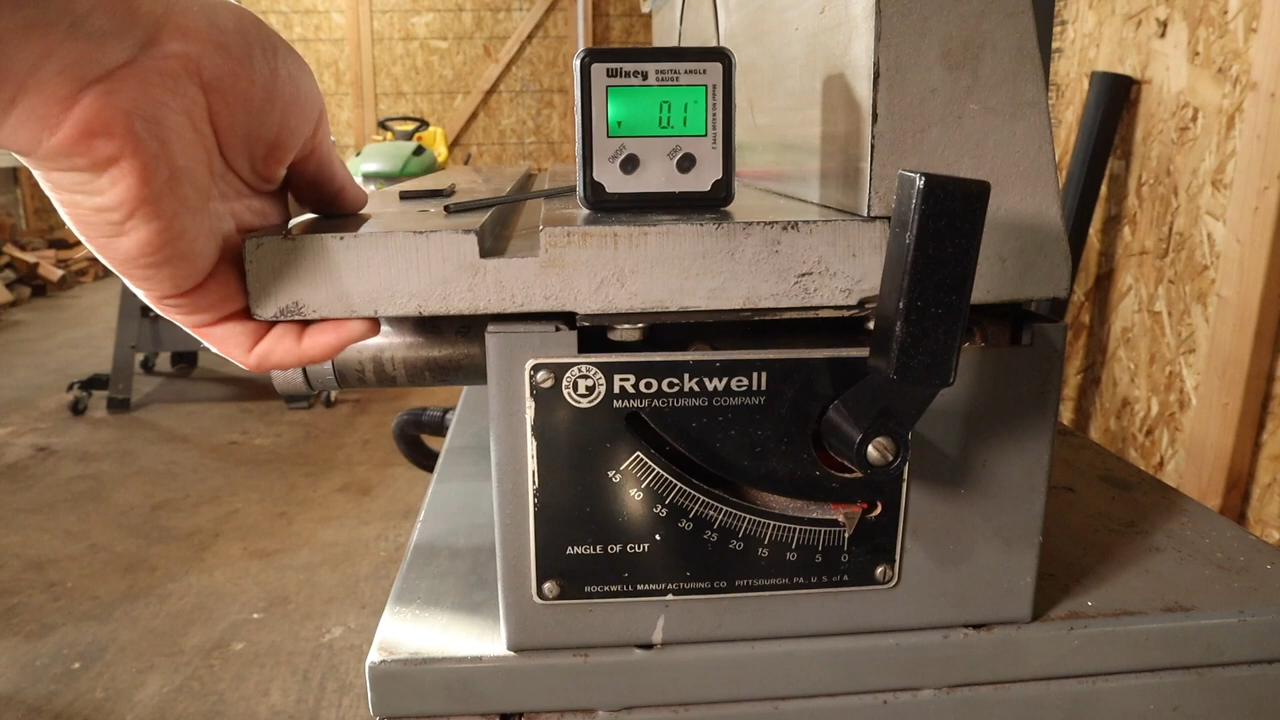 Wixey DIGITAL ANGLE
GAUGE
0.1°
ON/OFF
ZERO
ROCKWELL
r
Rockwell
MANUFACTURING COMPANY
45
40
35
30
25
20
15
10
5
0
ANGLE OF CUT
ROCKWELL MANUFACTURING CO PITTSBURGH, PA., U. S. of A.